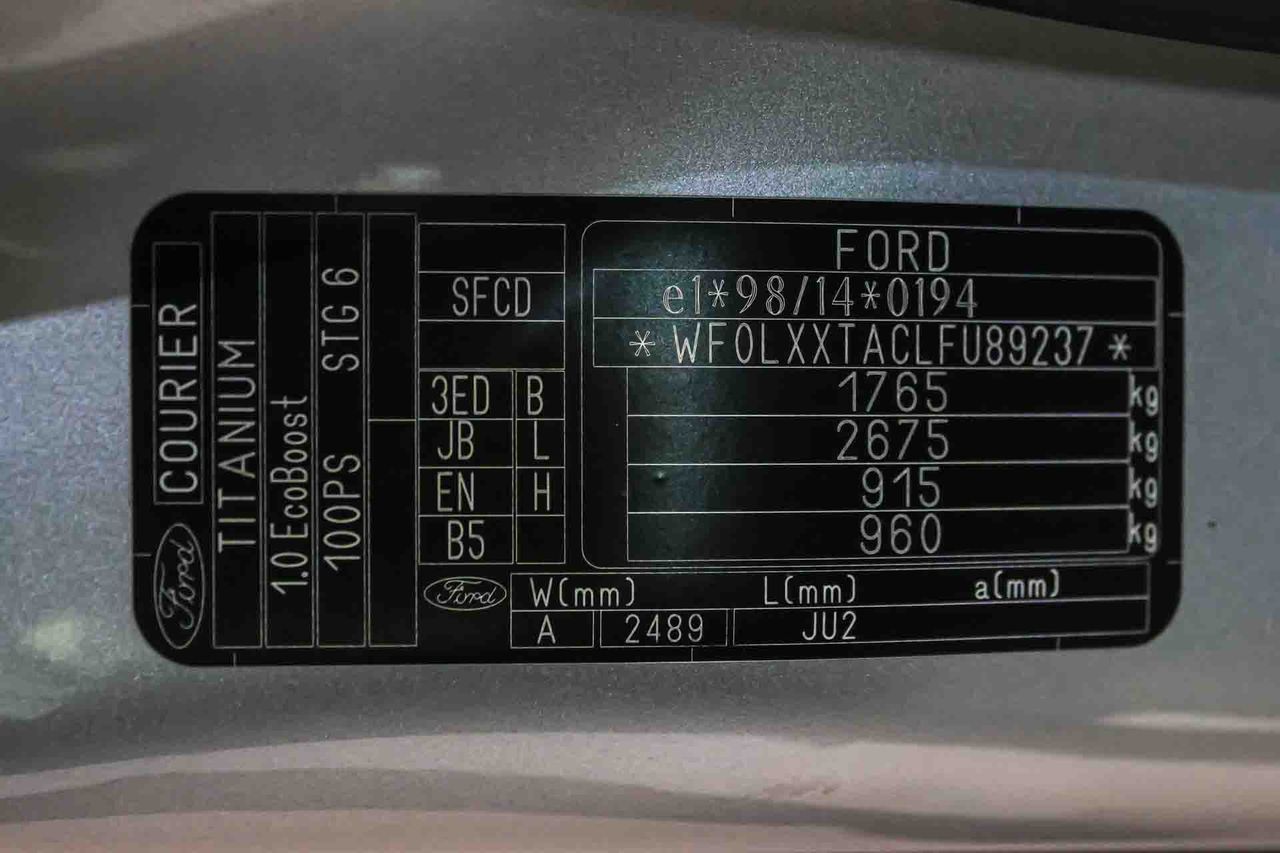 FORD
e1*98/14*0194
*WF0LXXTACLFU89237*
1765 kg
2675 kg
915 kg
960 kg
SFCD
3ED B
JB L
EN H
B5
Ford
W(mm) L(mm) a(mm)
A 2489 JU2
Ford COURIER
TITANIUM
1.0 EcoBoost
100PS STG 6